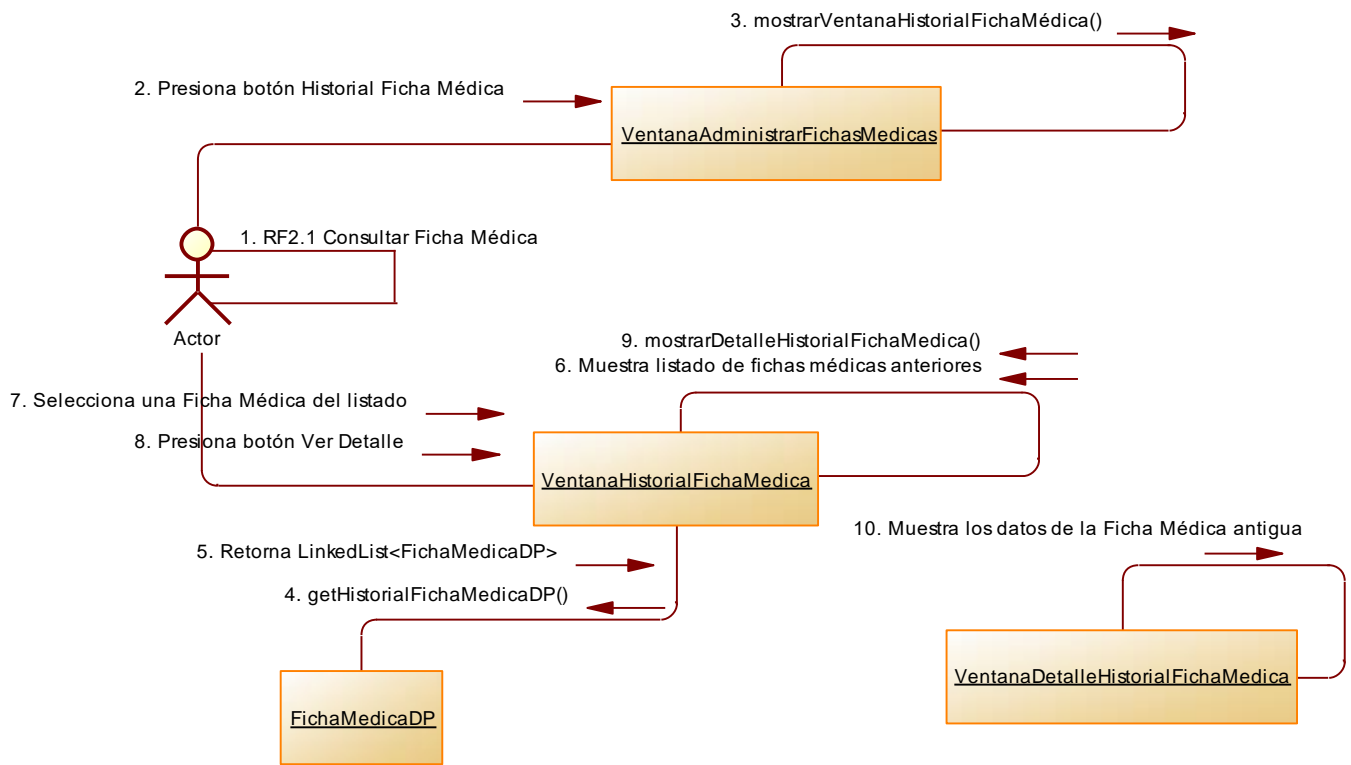 3. mostrarVentanaHistorialFichaMédica()
2. Presiona botón Historial Ficha Médica
VentanaAdministrarFichasMedicas
1. RF2.1 Consultar Ficha Médica
Actor
9. mostrarDetalleHistorialFichaMedica()
6. Muestra listado de fichas médicas anteriores
7. Selecciona una Ficha Médica del listado
8. Presiona botón Ver Detalle
VentanaHistorialFichaMedica
10. Muestra los datos de la Ficha Médica antigua
5. Retorna LinkedList<FichaMedicaDP>
4. getHistorialFichaMedicaDP()
VentanaDetalleHistorialFichaMedica
FichaMedicaDP